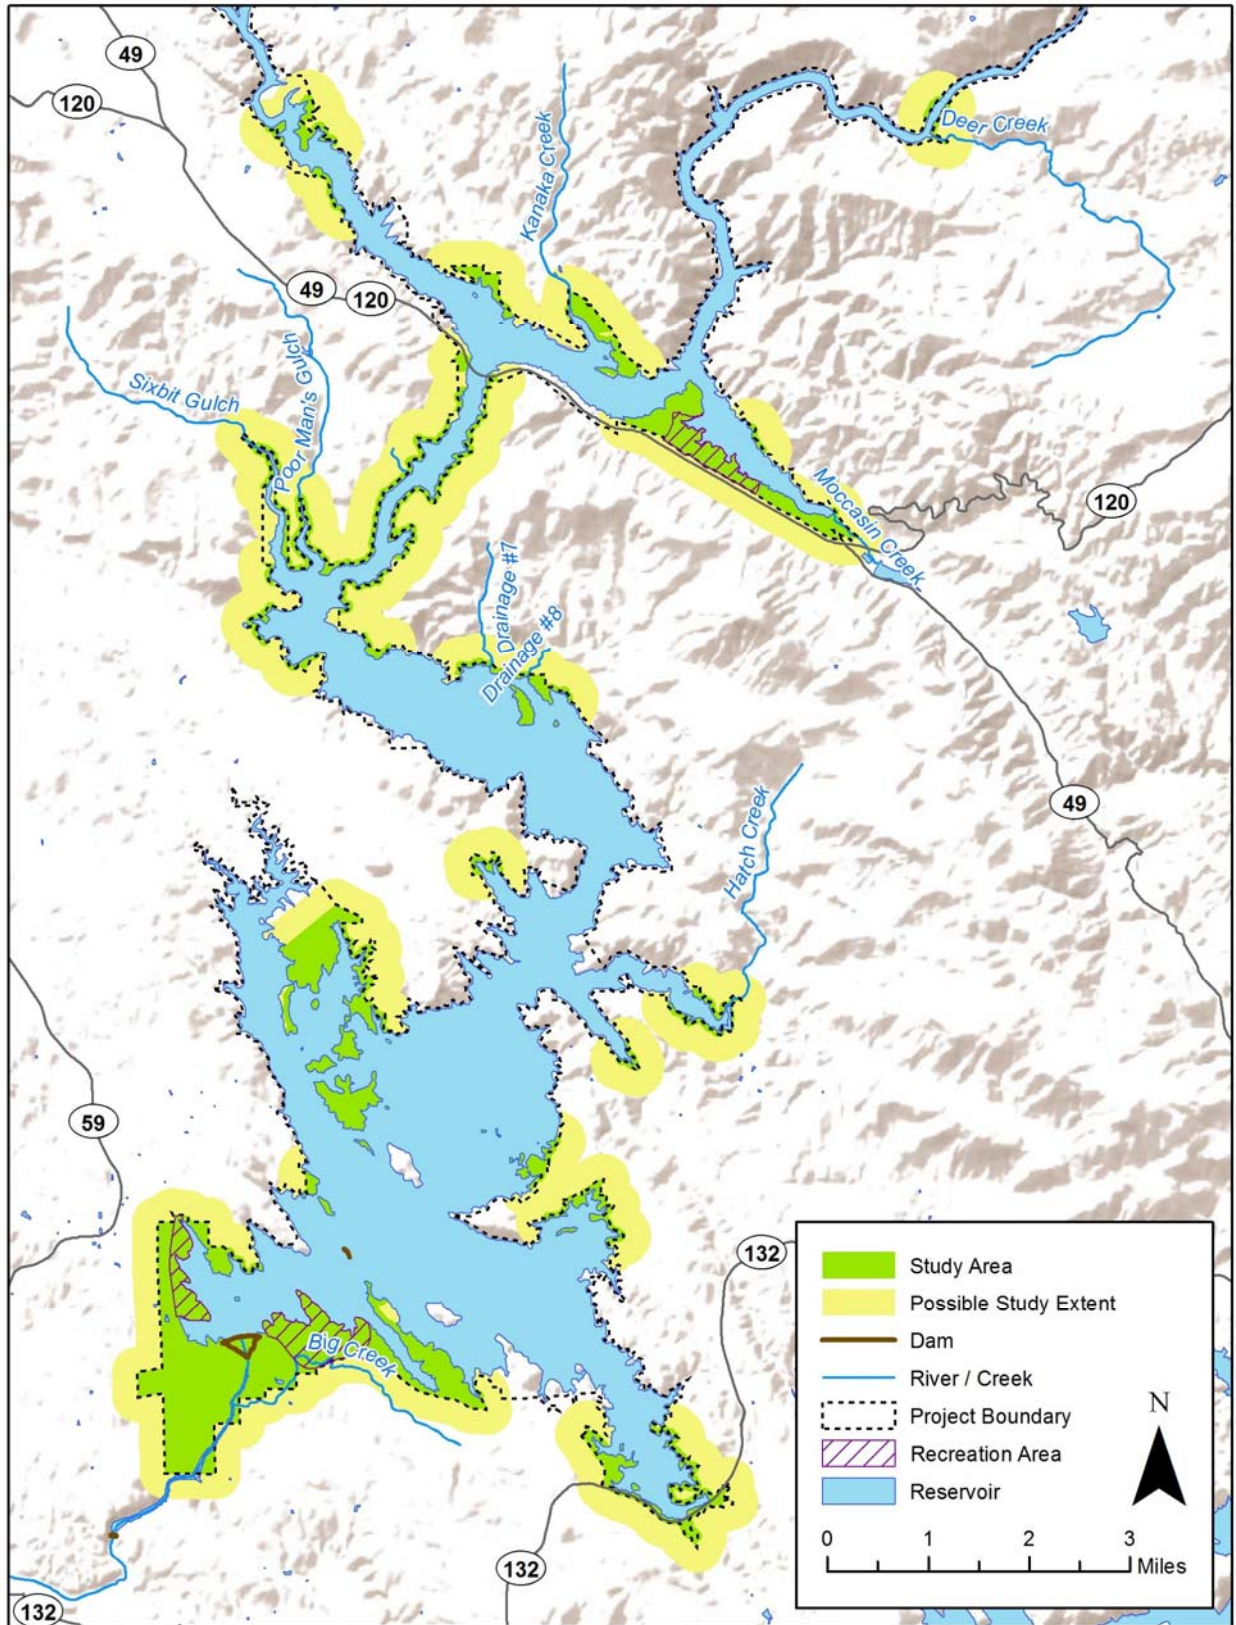 49
120
Deer Creek
Kanaka Creek
49
120
Poor Man's Gulch
Sixbit Gulch
Moccasin Creek
120
Drainage #7
Drainage #8
49
Hatch Creek
59
132
Big Creek
132
132
Study Area
Possible Study Extent
Dam
River / Creek
Project Boundary
Recreation Area
Reservoir
N
0 1 2 3
Miles